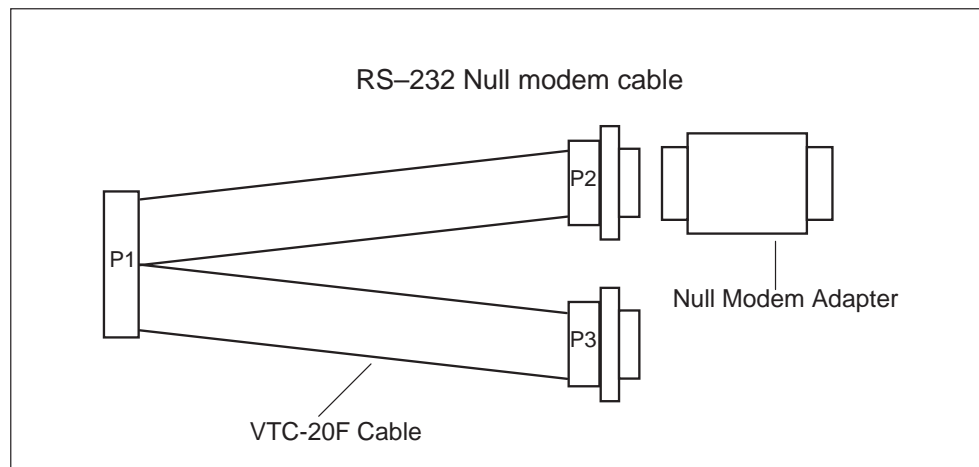 RS–232 Null modem cable
P2
P1
Null Modem Adapter
P3
VTC-20F Cable